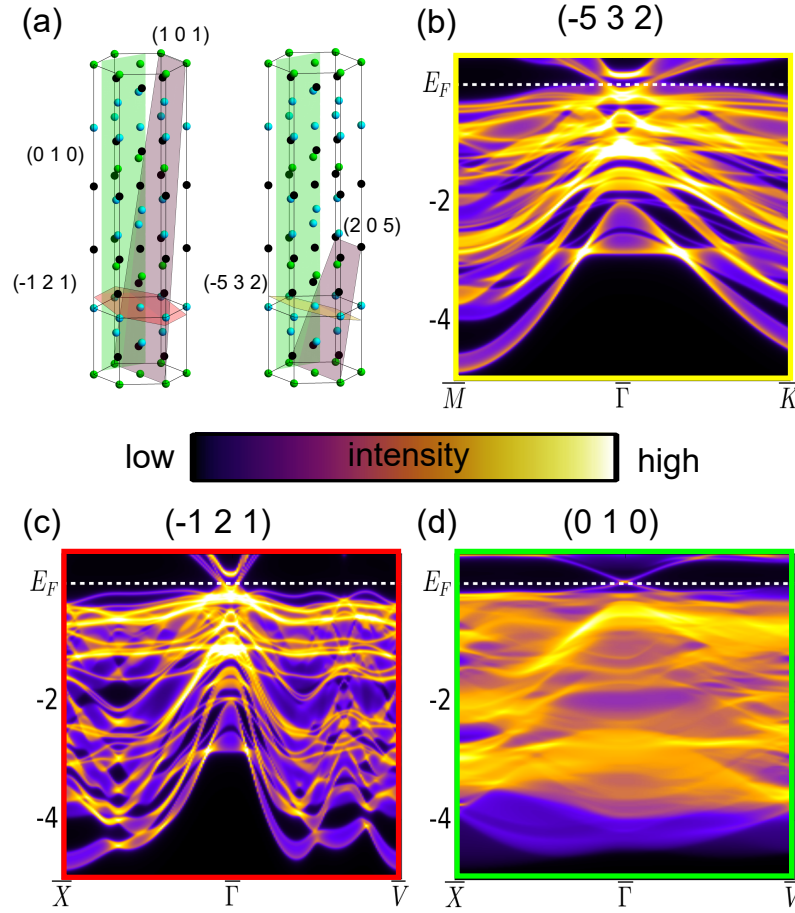 (a)
(1 0 1)
(0 1 0)
(-1 2 1)
(2 0 5)
(-5 3 2)
(b)
(-5 3 2)
E_F
-2
-4
M̅
Γ̅
K̅
low
intensity
high
(c)
(-1 2 1)
E_F
-2
-4
X̅
Γ̅
V̅
(d)
(0 1 0)
E_F
-2
-4
X̅
Γ̅
V̅